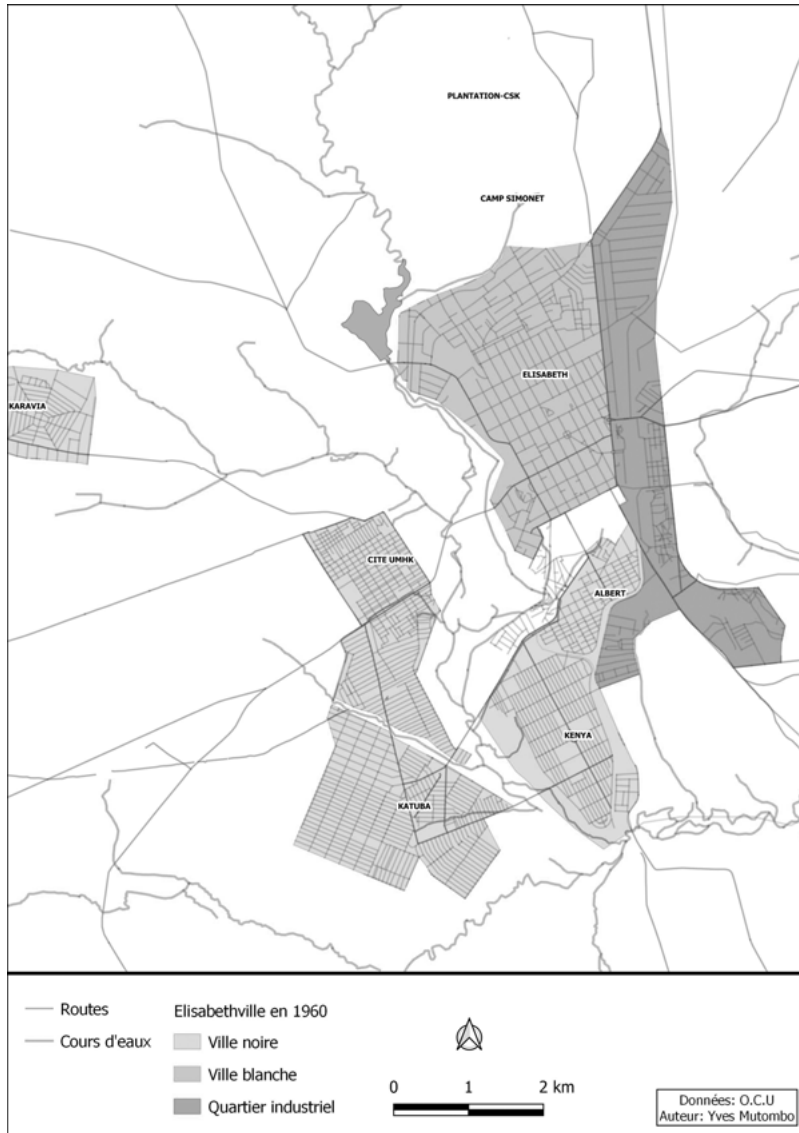 PLANTATION-CSK
CAMP SIMONET
ELISABETH
KARAVIA
CITE UMHK
ALBERT
KENYA
KATUBA
Routes
Cours d'eaux
Elisabethville en 1960
Ville noire
Ville blanche
Quartier industriel
0 1 2 km
Données: O.C.U
Auteur: Yves Mutombo